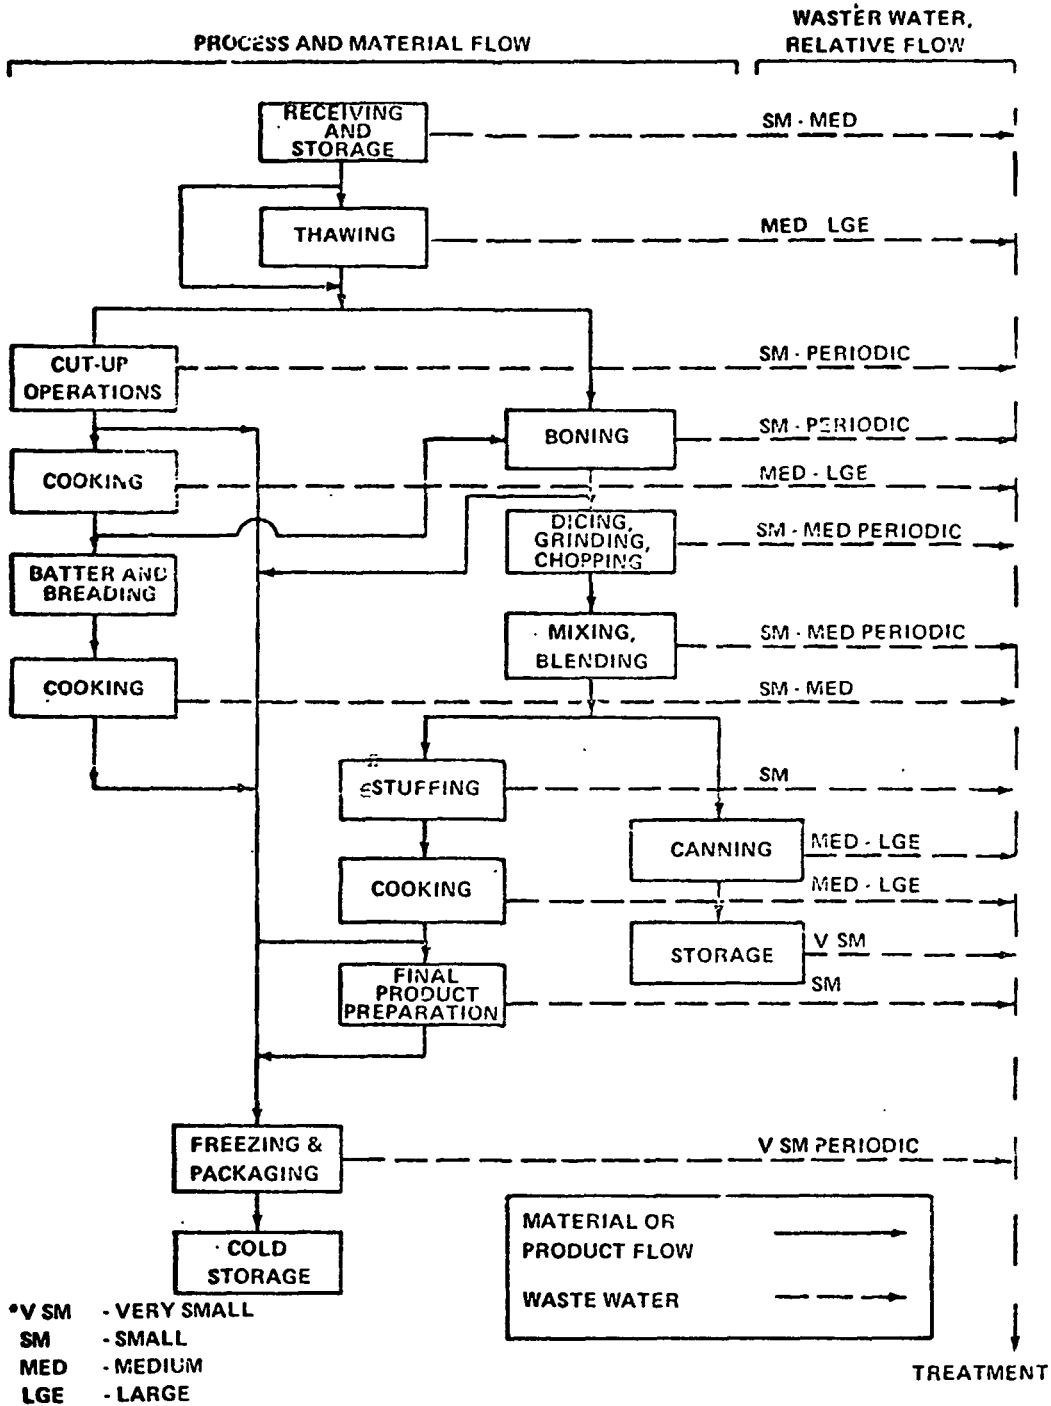 PROCESS AND MATERIAL FLOW
WASTER WATER,
RELATIVE FLOW
RECEIVING
AND
STORAGE
SM - MED
THAWING
MED LGE
CUT-UP
OPERATIONS
SM - PERIODIC
BONING
SM - PERIODIC
COOKING
MED - LGE
DICING,
GRINDING,
CHOPPING
SM - MED PERIODIC
BATTER AND
BREADING
MIXING,
BLENDING
SM - MED PERIODIC
COOKING
SM - MED
STUFFING
SM
CANNING
MED - LGE
COOKING
MED - LGE
STORAGE
V SM
FINAL
PRODUCT
PREPARATION
SM
FREEZING &
PACKAGING
V SM PERIODIC
COLD
STORAGE
MATERIAL OR
PRODUCT FLOW
WASTE WATER
*V SM - VERY SMALL
SM - SMALL
MED - MEDIUM
LGE - LARGE
TREATMENT